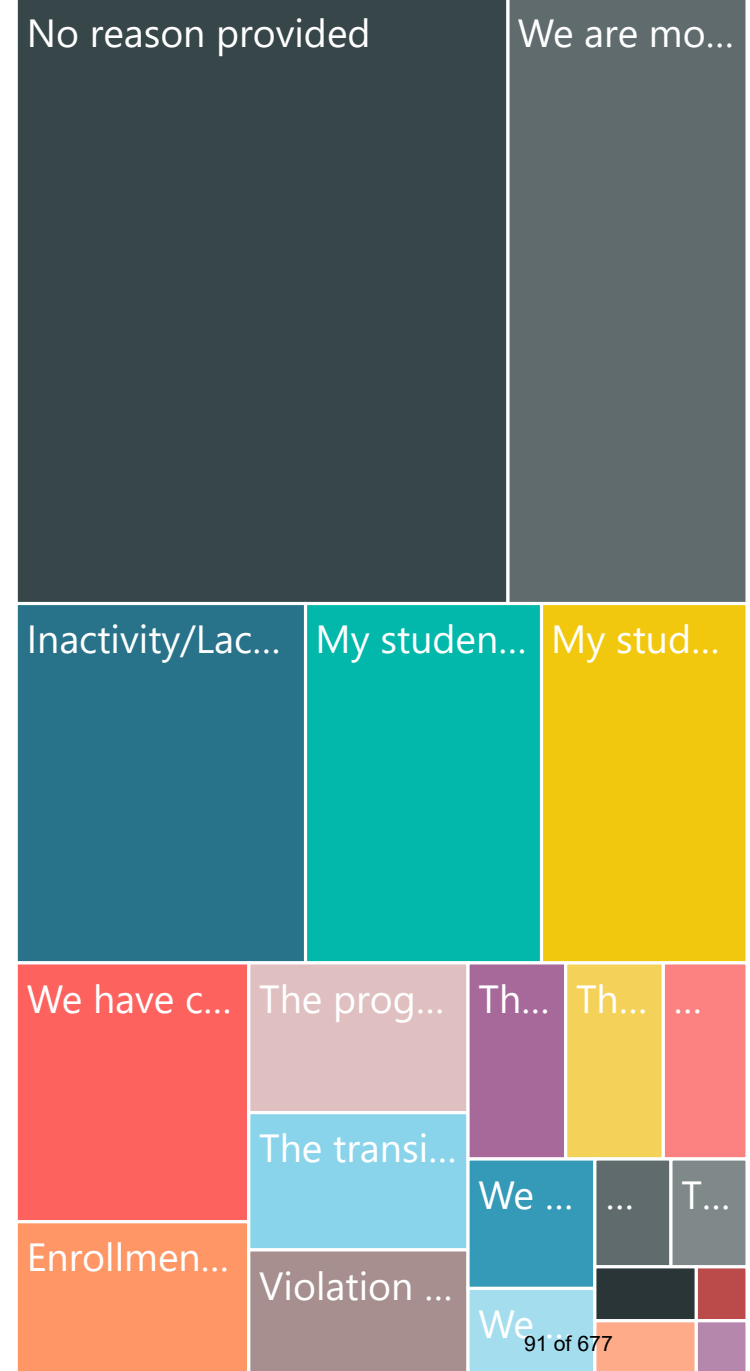 No reason provided
We are mo...
Inactivity/Lac...
My studen...
My stud...
We have c...
The prog...
Th...
Th...
...
The transi...
We ...
...
T...
Enrollmen...
Violation ...
We ...
91 of 677